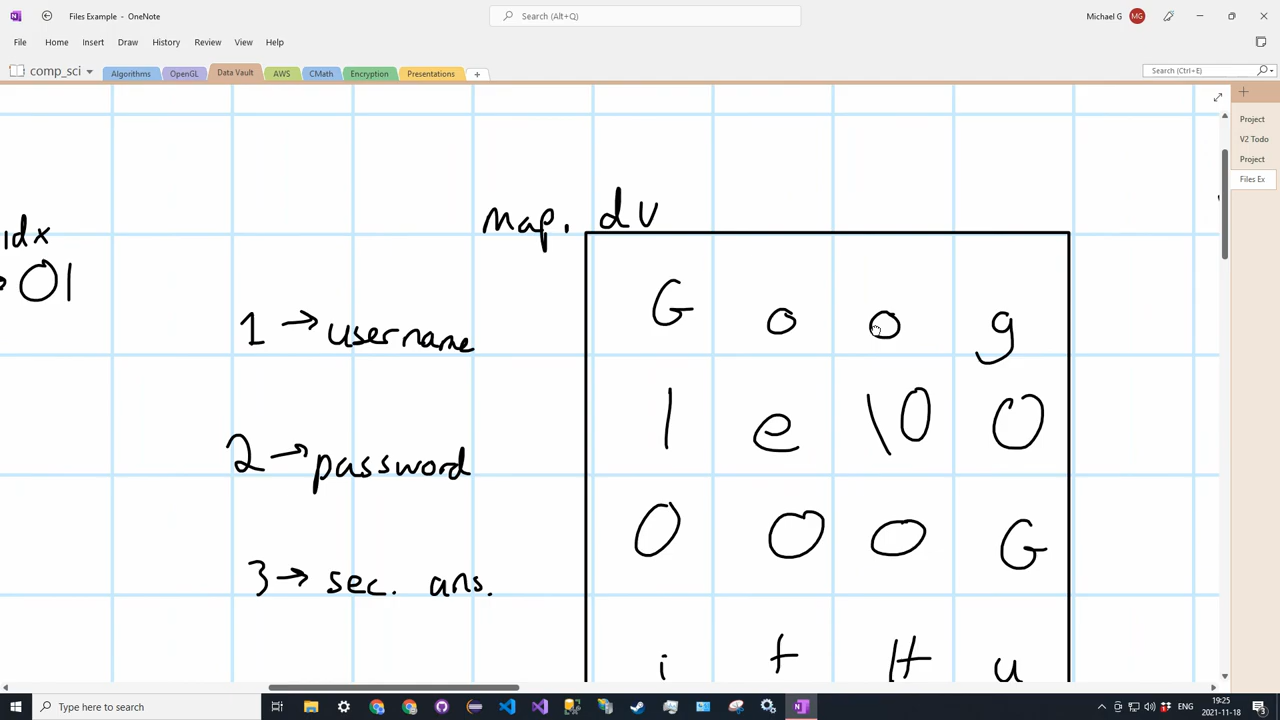 Files Example - OneNote
Search (Alt+Q)
Michael G
MG
File Home Insert Draw History Review View Help
comp_sci
Algorithms OpenGL Data Vault AWS CMath Encryption Presentations
Search (Ctrl+E)
Project
V2 Todo
Project
Files Ex
idx
01
map. dv
1 → username
2 → password
3 → sec. ans.
G o o g
l e \0 0
0 0 0 G
i t H u
Type here to search
ENG
19:25
2021-11-18